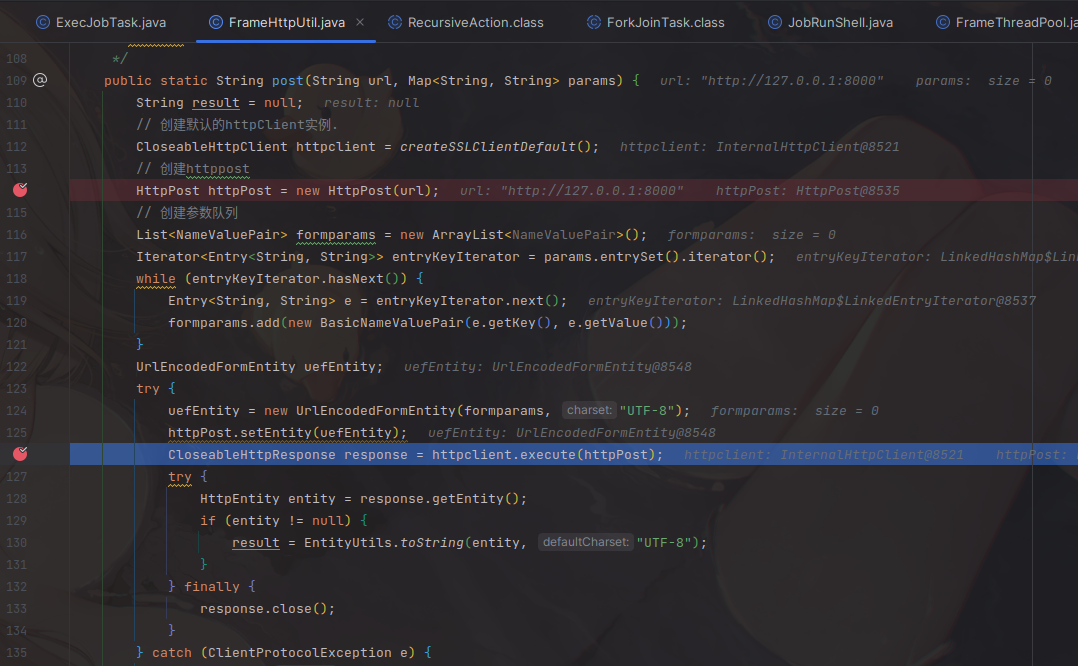 ExecJobTask.java FrameHttpUtil.java × RecursiveAction.class ForkJoinTask.class JobRunShell.java FrameThreadPool.ja
108 */
109 @ public static String post(String url, Map<String, String> params) { url: "http://127.0.0.1:8000" params: size = 0
110 String result = null; result: null
111 // 创建默认的httpClient实例.
112 CloseableHttpClient httpclient = createSSLClientDefault(); httpclient: InternalHttpClient@8521
113 // 创建httppost
HttpPost httpPost = new HttpPost(url); url: "http://127.0.0.1:8000" httpPost: HttpPost@8535
115 // 创建参数队列
116 List<NameValuePair> formparams = new ArrayList<NameValuePair>(); formparams: size = 0
117 Iterator<Entry<String, String>> entryKeyIterator = params.entrySet().iterator(); entryKeyIterator: LinkedHashMap$Lin
118 while (entryKeyIterator.hasNext()) {
119 Entry<String, String> e = entryKeyIterator.next(); entryKeyIterator: LinkedHashMap$LinkedEntryIterator@8537
120 formparams.add(new BasicNameValuePair(e.getKey(), e.getValue()));
121 }
122 UrlEncodedFormEntity uefEntity; uefEntity: UrlEncodedFormEntity@8548
123 try {
124 uefEntity = new UrlEncodedFormEntity(formparams, charset: "UTF-8"); formparams: size = 0
125 httpPost.setEntity(uefEntity); uefEntity: UrlEncodedFormEntity@8548
CloseableHttpResponse response = httpclient.execute(httpPost); httpclient: InternalHttpClient@8521 httpPost:
127 try {
128 HttpEntity entity = response.getEntity();
129 if (entity != null) {
130 result = EntityUtils.toString(entity, defaultCharset: "UTF-8");
131 }
132 } finally {
133 response.close();
134 }
135 } catch (ClientProtocolException e) {